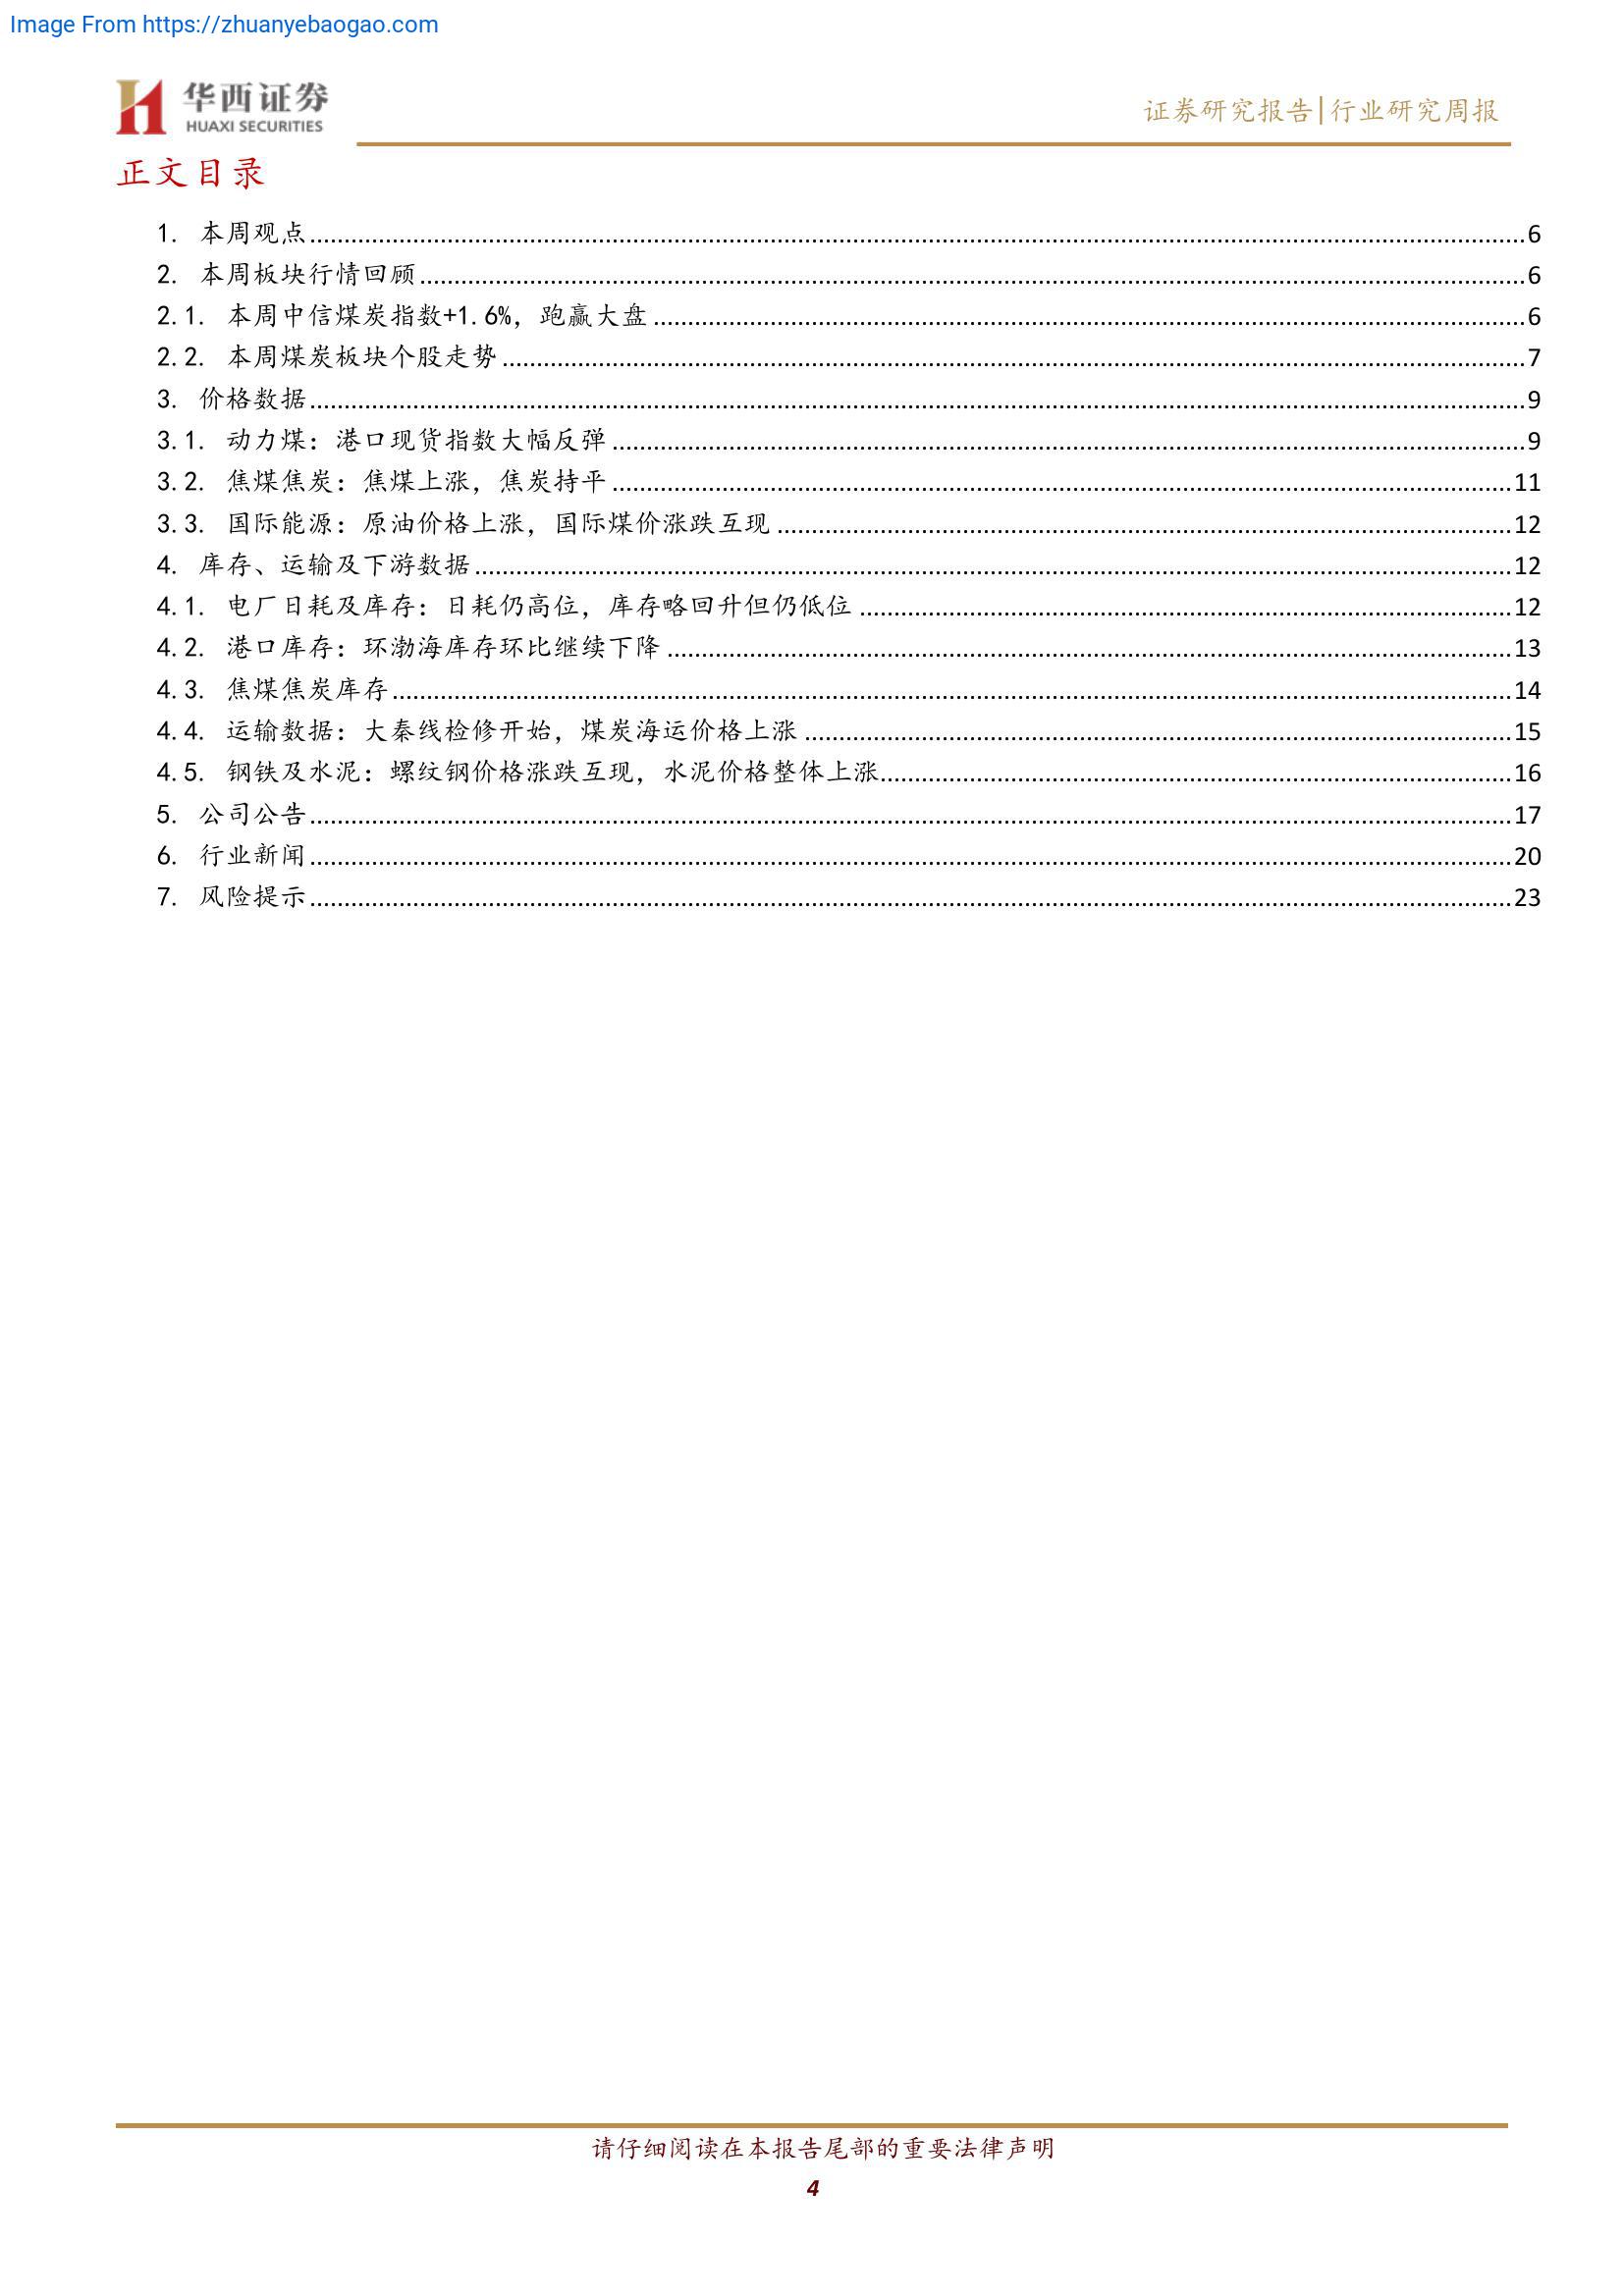 Image From https://zhuanyebaogao.com
华西证券
HUAXI SECURITIES
证券研究报告|行业研究周报
正文目录
1. 本周观点 6
2. 本周板块行情回顾 6
2.1. 本周中信煤炭指数+1.6%，跑赢大盘 6
2.2. 本周煤炭板块个股走势 7
3. 价格数据 9
3.1. 动力煤：港口现货指数大幅反弹 9
3.2. 焦煤焦炭：焦煤上涨，焦炭持平 11
3.3. 国际能源：原油价格上涨，国际煤价涨跌互现 12
4. 库存、运输及下游数据 12
4.1. 电厂日耗及库存：日耗仍高位，库存略回升但仍低位 12
4.2. 港口库存：环渤海库存环比继续下降 13
4.3. 焦煤焦炭库存 14
4.4. 运输数据：大秦线检修开始，煤炭海运价格上涨 15
4.5. 钢铁及水泥：螺纹钢价格涨跌互现，水泥价格整体上涨 16
5. 公司公告 17
6. 行业新闻 20
7. 风险提示 23
请仔细阅读在本报告尾部的重要法律声明
4